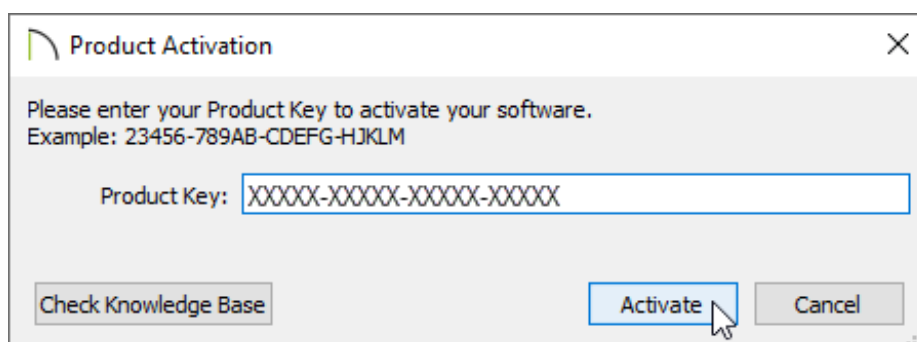 Product Activation
Please enter your Product Key to activate your software.
Example: 23456-789AB-CDEFG-HJKLM
Product Key: XXXXX-XXXXX-XXXXX-XXXXX
Check Knowledge Base Activate Cancel